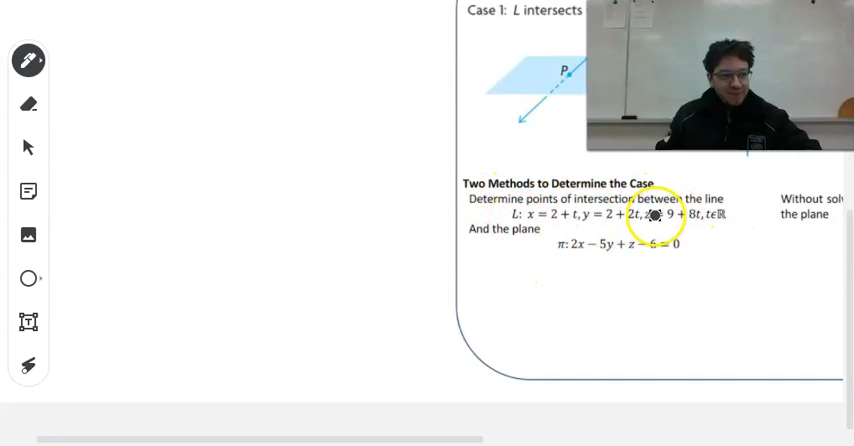 Case 1: L intersects
P
Two Methods to Determine the Case
Determine points of intersection between the line
L: x = 2 + t, y = 2 + 2t, z = 9 + 8t, tϵℝ
And the plane
π: 2x − 5y + z − 6 = 0
Without solv
the plane
T